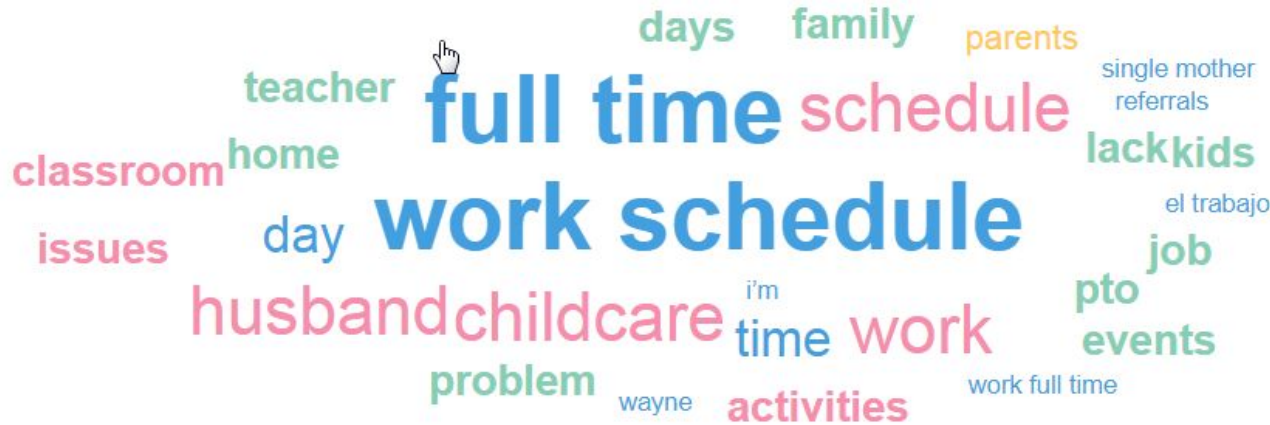 days family parents
single mother
teacher full time schedule referrals
classroom home lack kids
day work schedule el trabajo
issues job
husband childcare i'm pto
time work events
problem work full time
wayne activities